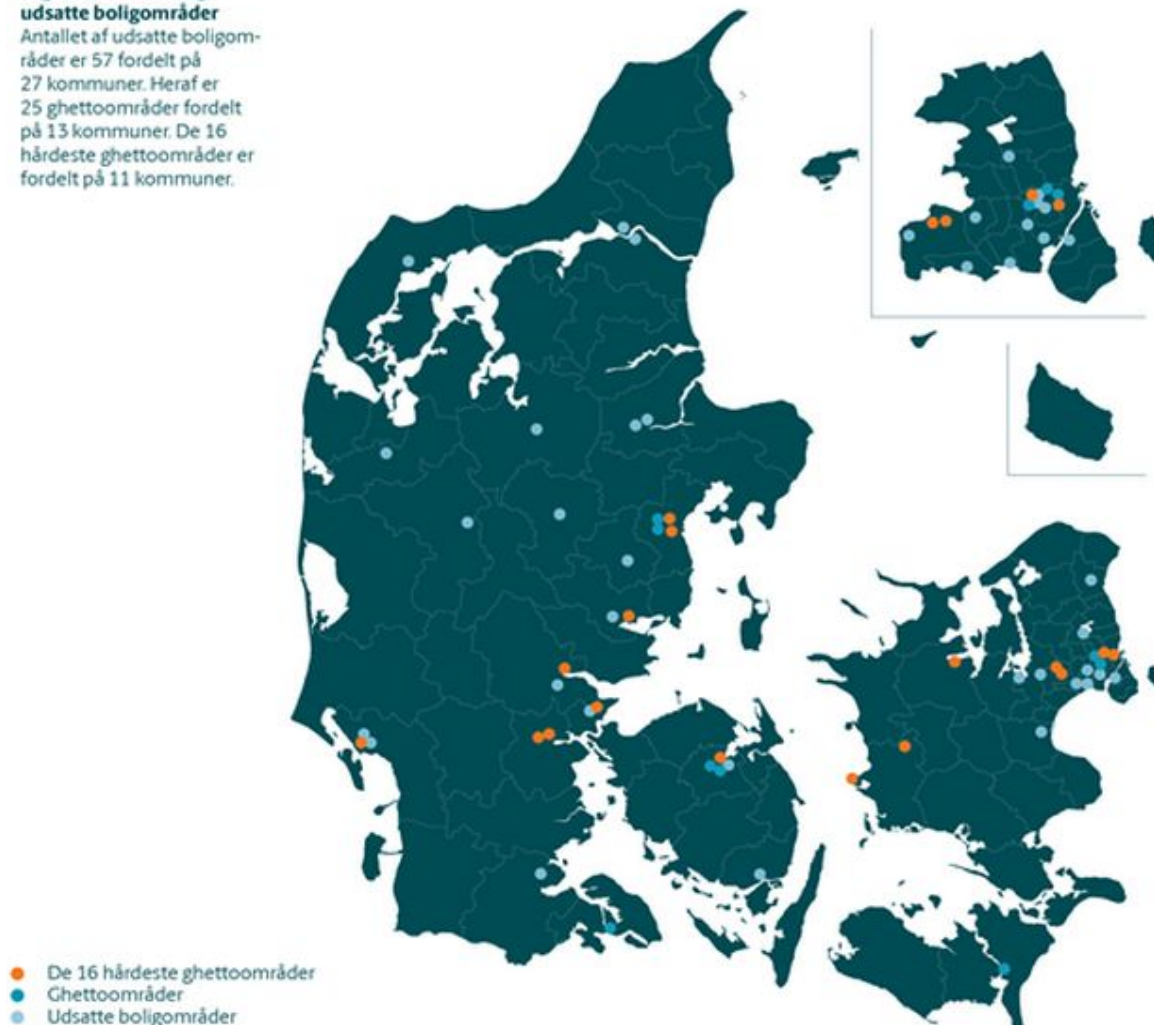 udsatte boligområder
Antallet af udsatte boligom-
råder er 57 fordelt på
27 kommuner. Heraf er
25 ghettoområder fordelt
på 13 kommuner. De 16
hårdeste ghettoområder er
fordelt på 11 kommuner.
De 16 hårdeste ghettoområder
Ghettoområder
Udsatte boligområder